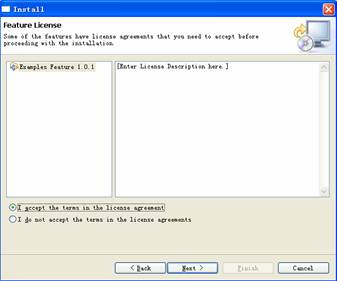 Install
Feature License
Some of the features have license agreements that you need to accept before
proceeding with the installation.
Examples Feature 1.0.1
[Enter License Description here.]
I accept the terms in the license agreement
I do not accept the terms in the license agreements
< Back
Next >
Finish
Cancel